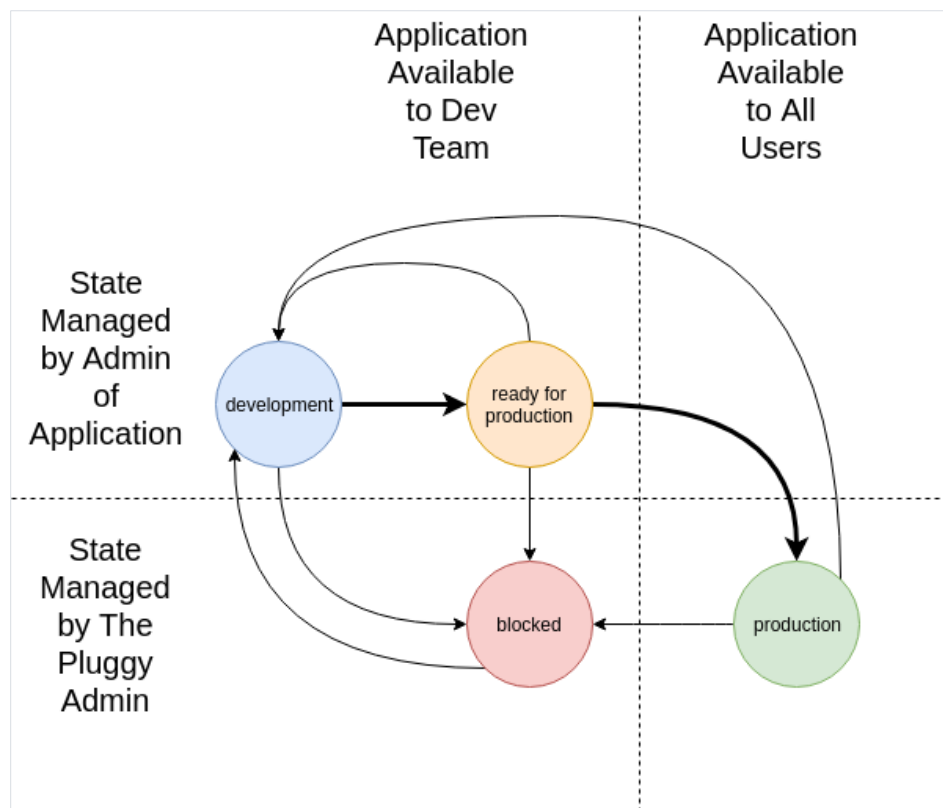 Application
Available
to Dev
Team
Application
Available
to All
Users
State
Managed
by Admin
of
Application
development
ready for
production
State
Managed
by The
Pluggy
Admin
blocked
production